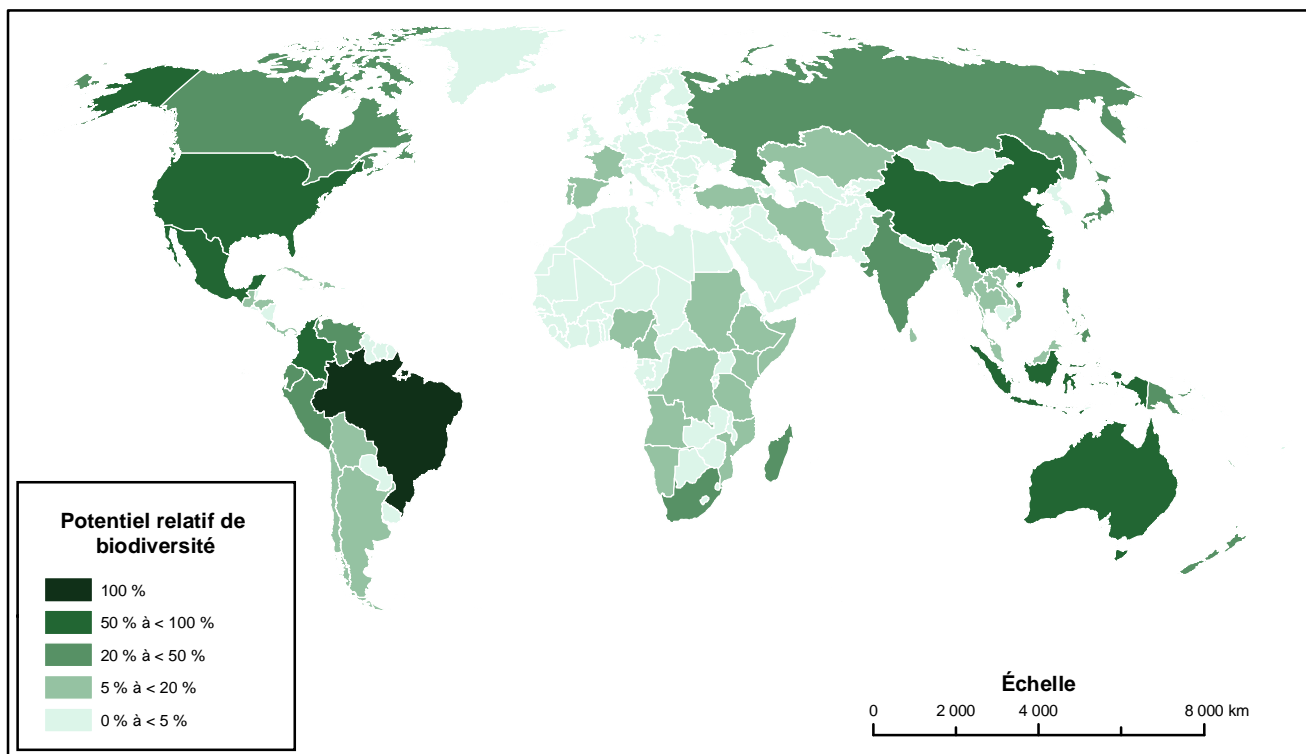 Potentiel relatif de
biodiversité
100 %
50 % à < 100 %
20 % à < 50 %
5 % à < 20 %
0 % à < 5 %
Échelle
0 2 000 4 000 8 000 km